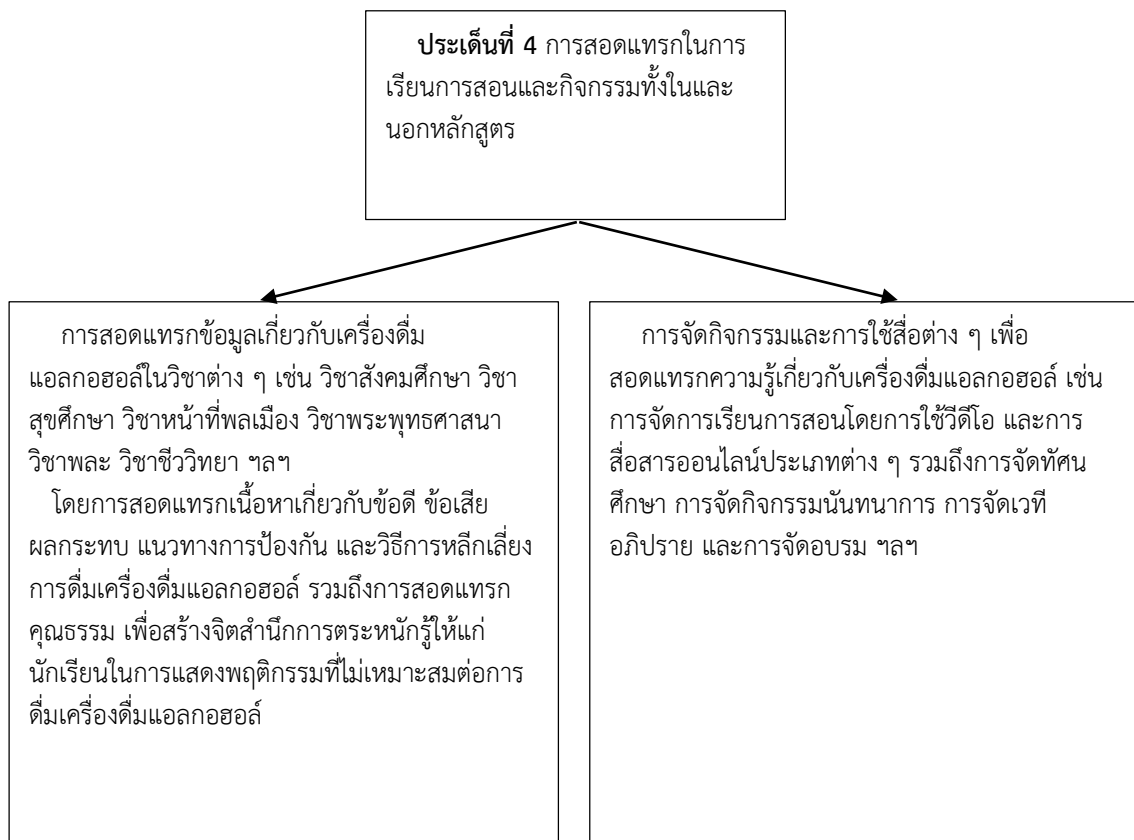 ประเด็นที่ 4 การสอดแทรกในการ
เรียนการสอนและกิจกรรมทั้งในและ
นอกหลักสูตร
การสอดแทรกข้อมูลเกี่ยวกับเครื่องดื่ม
แอลกอฮอล์ในวิชาต่าง ๆ เช่น วิชาสังคมศึกษา วิชา
สุขศึกษา วิชาหน้าที่พลเมือง วิชาพระพุทธศาสนา
วิชาพละ วิชาชีววิทยา ฯลฯ
โดยการสอดแทรกเนื้อหาเกี่ยวกับข้อดี ข้อเสีย
ผลกระทบ แนวทางการป้องกัน และวิธีการหลีกเลี่ยง
การดื่มเครื่องดื่มแอลกอฮอล์ รวมถึงการสอดแทรก
คุณธรรม เพื่อสร้างจิตสำนึกการตระหนักรู้ให้แก่
นักเรียนในการแสดงพฤติกรรมที่ไม่เหมาะสมต่อการ
ดื่มเครื่องดื่มแอลกอฮอล์
การจัดกิจกรรมและการใช้สื่อต่าง ๆ เพื่อ
สอดแทรกความรู้เกี่ยวกับเครื่องดื่มแอลกอฮอล์ เช่น
การจัดการเรียนการสอนโดยการใช้วีดีโอ และการ
สื่อสารออนไลน์ประเภทต่าง ๆ รวมถึงการจัดทัศน
ศึกษา การจัดกิจกรรมนันทนาการ การจัดเวที
อภิปราย และการจัดอบรม ฯลฯ